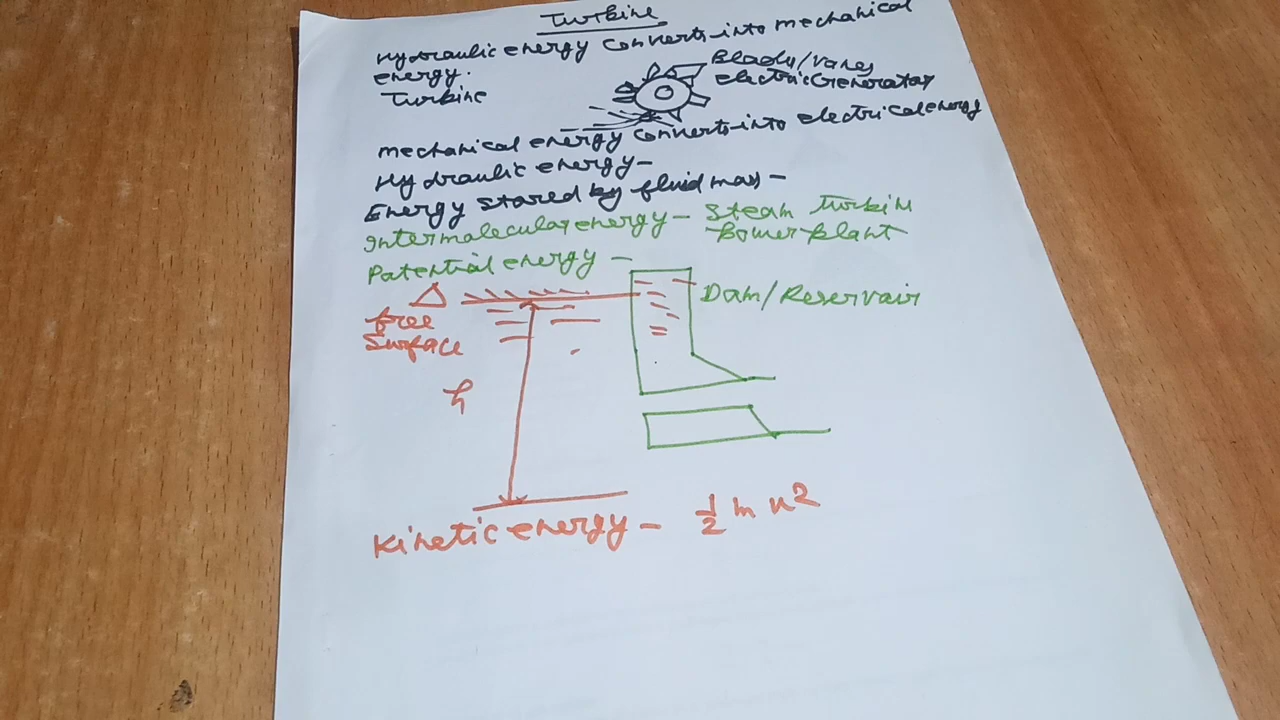 Turbine
Hydraulic energy converts into mechanical
energy.
Turbine
Blades/Vanes
electric Generator
mechanical energy converts into electrical energy
Hydraulic energy -
Energy stored by fluid mass -
Intermolecular energy - Steam Turbine
Power plant
Potential energy -
Dam/Reservoir
free
Surface
h
Kinetic energy - 1/2 m u²